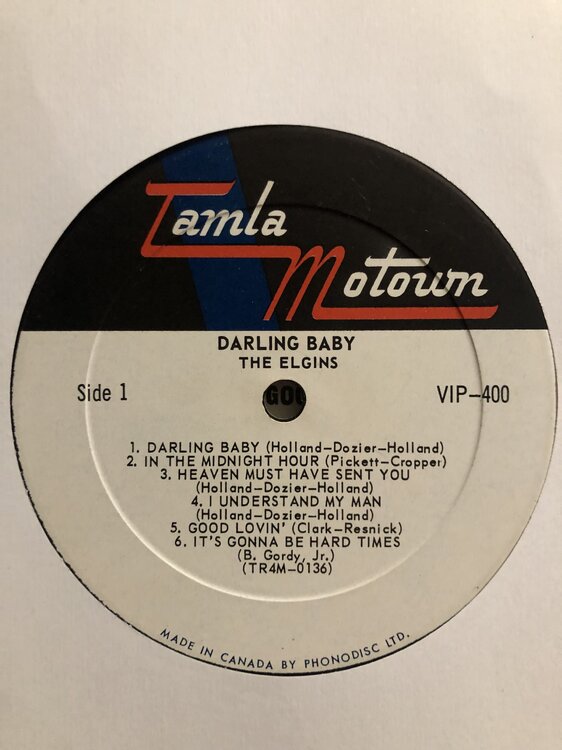 Tamla
Motown
DARLING BABY
THE ELGINS
Side 1
VIP-400
1. DARLING BABY (Holland-Dozier-Holland)
2. IN THE MIDNIGHT HOUR (Pickett-Cropper)
3. HEAVEN MUST HAVE SENT YOU
(Holland-Dozier-Holland)
4. I UNDERSTAND MY MAN
(Holland-Dozier-Holland)
5. GOOD LOVIN' (Clark-Resnick)
6. IT'S GONNA BE HARD TIMES
(B. Gordy, Jr.)
(TR4M-0136)
MADE IN CANADA BY PHONODISC LTD.